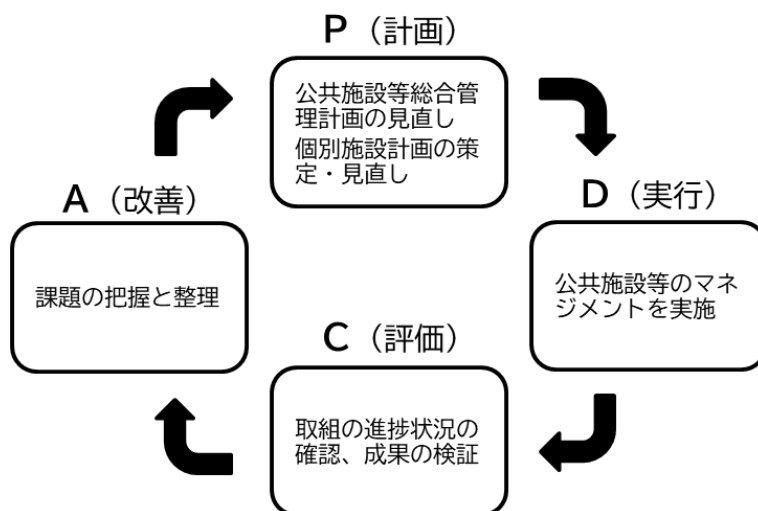 P（計画）
公共施設等総合管
理計画の見直し
個別施設計画の策
定・見直し
A（改善）
課題の把握と整理
D（実行）
公共施設等のマネ
ジメントを実施
C（評価）
取組の進捗状況の
確認、成果の検証